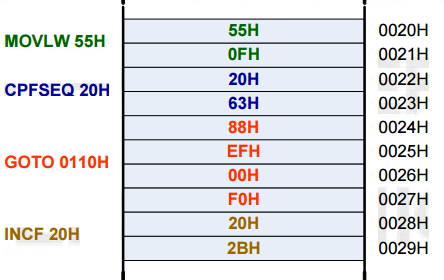 MOVLW 55H 55H 0020H
0FH 0021H
CPFSEQ 20H 20H 0022H
63H 0023H
88H 0024H
GOTO 0110H EFH 0025H
00H 0026H
F0H 0027H
INCF 20H 20H 0028H
2BH 0029H